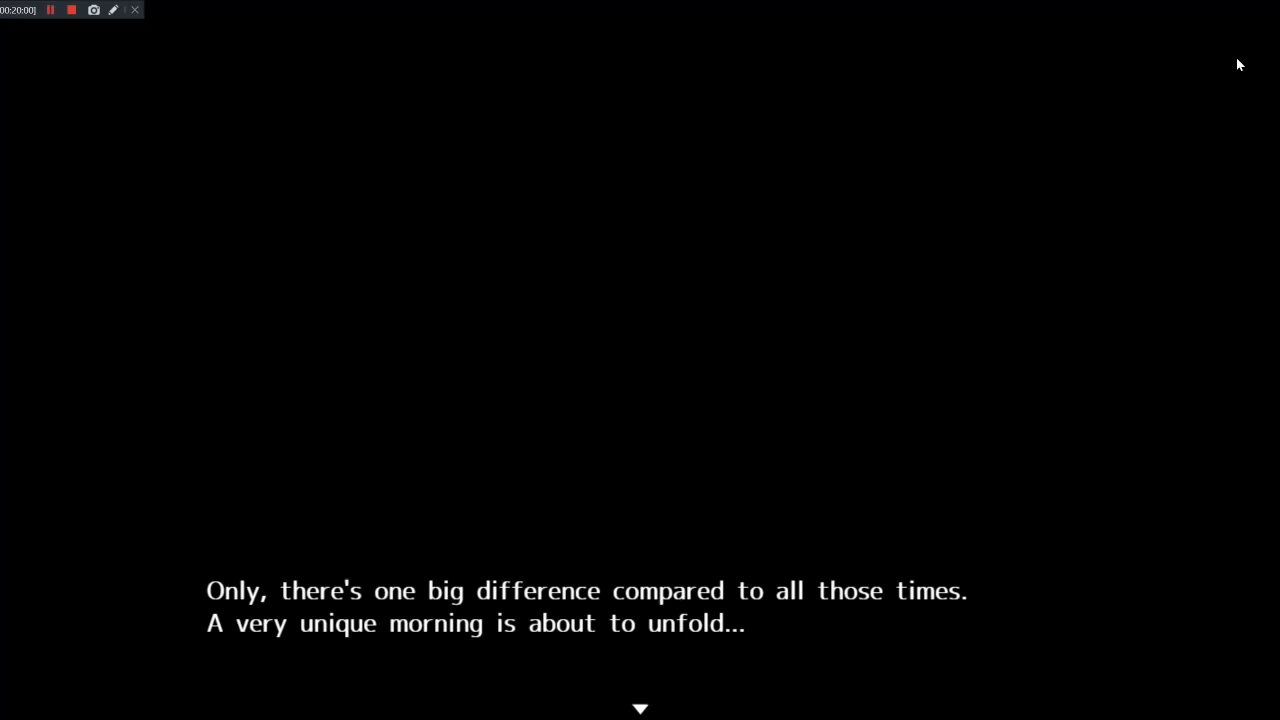 00:20:00]
Only, there's one big difference compared to all those times.
A very unique morning is about to unfold...